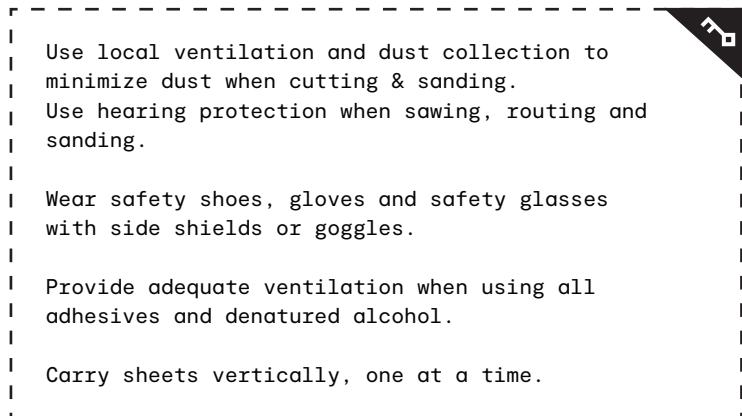 Use local ventilation and dust collection to
minimize dust when cutting & sanding.
Use hearing protection when sawing, routing and
sanding.
Wear safety shoes, gloves and safety glasses
with side shields or goggles.
Provide adequate ventilation when using all
adhesives and denatured alcohol.
Carry sheets vertically, one at a time.